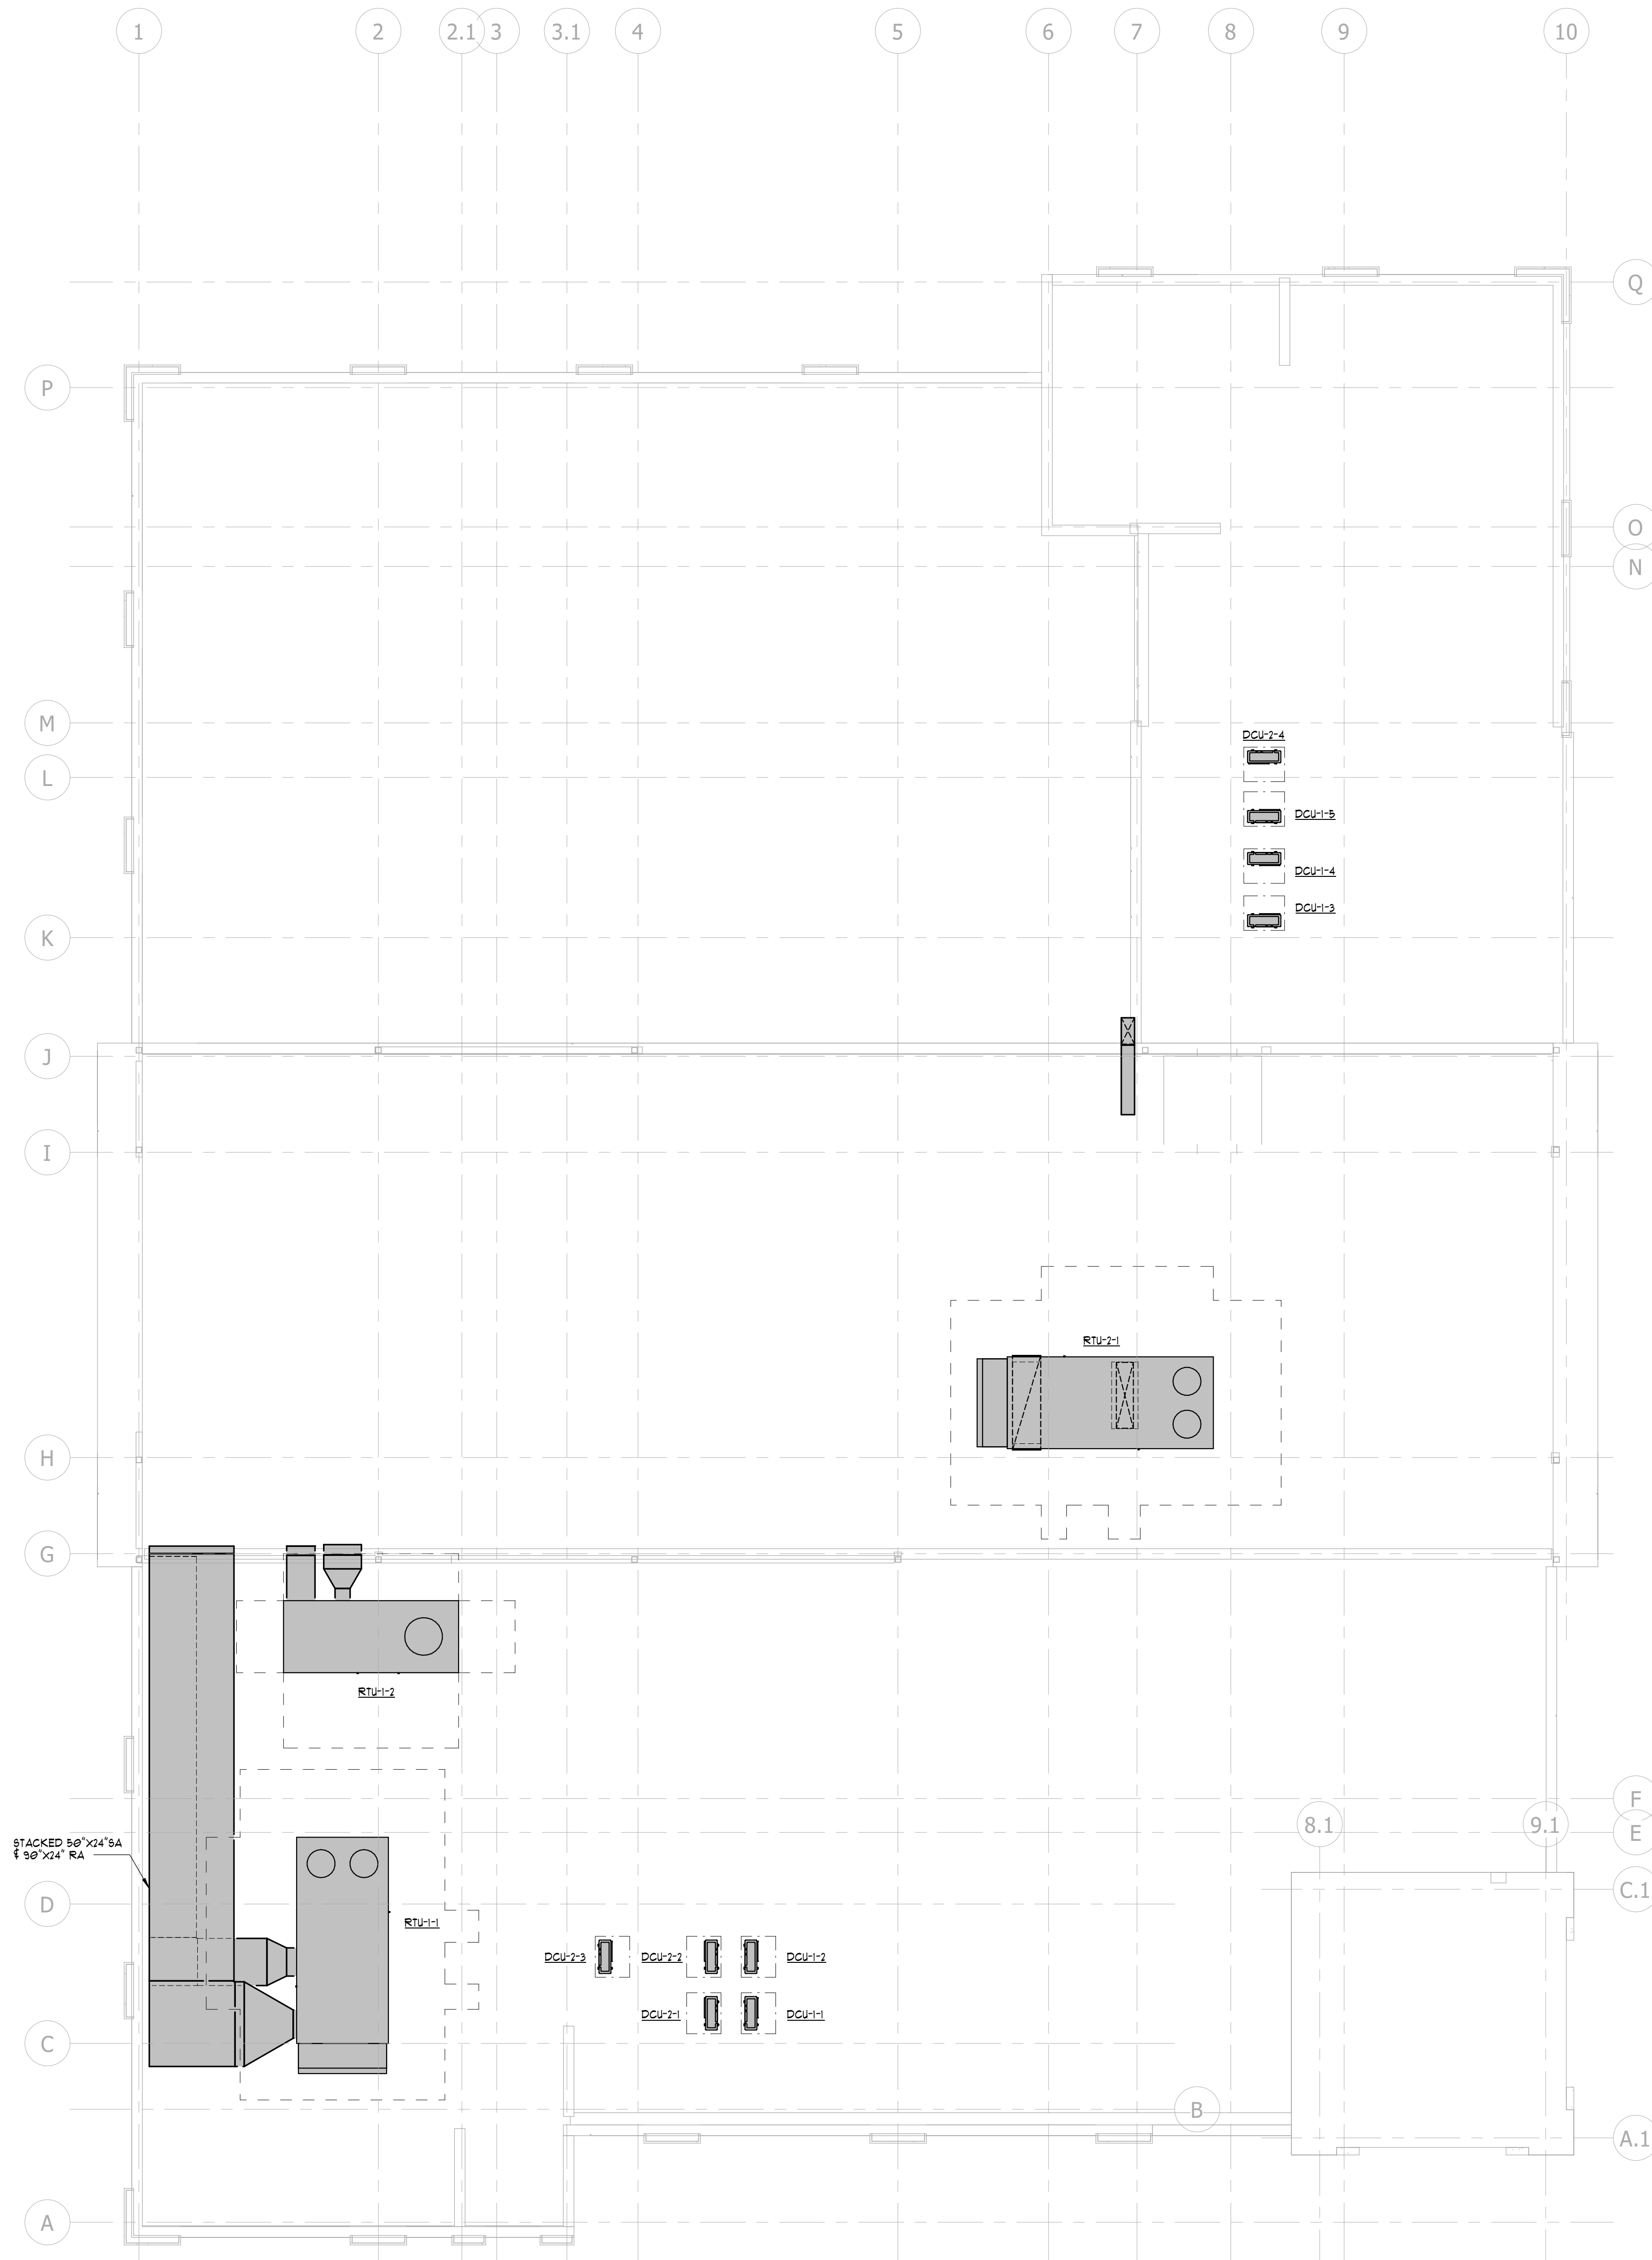 1
2
2.1
3
3.1
4
5
6
7
8
9
10
Q
P
O
N
M
DCU-2-4
L
DCU-1-5
DCU-1-4
DCU-1-3
K
J
I
RTU-2-1
H
G
RTU-1-2
F
8.1
9.1
E
STACKED 50"X24"SA
& 30"X24" RA
C.1
D
RTU-1-1
DCU-2-3
DCU-2-2
DCU-1-2
DCU-2-1
DCU-1-1
C
B
A.1
A